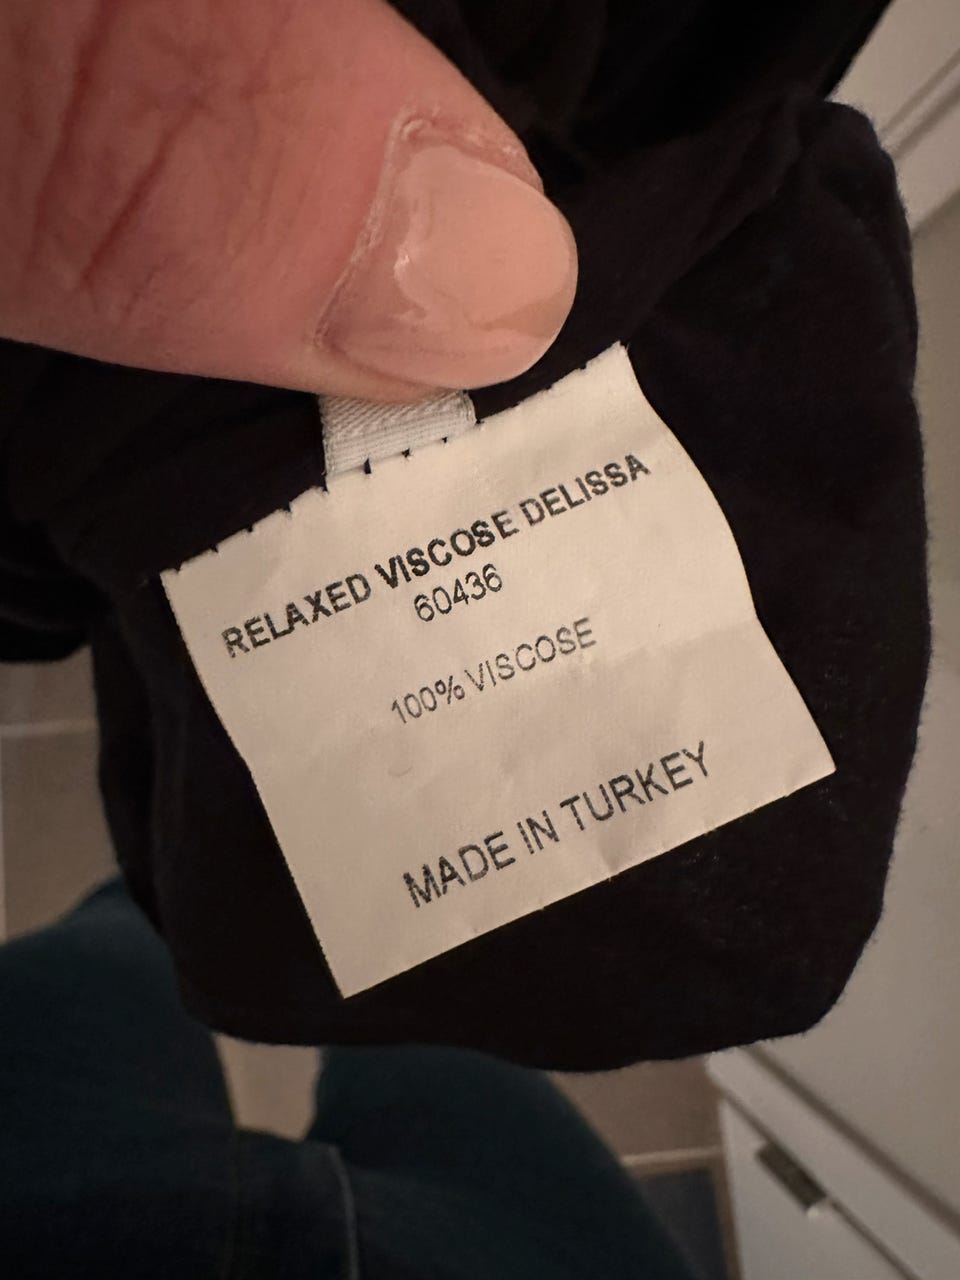 RELAXED VISCOSE DELISSA
60436
100% VISCOSE
MADE IN TURKEY